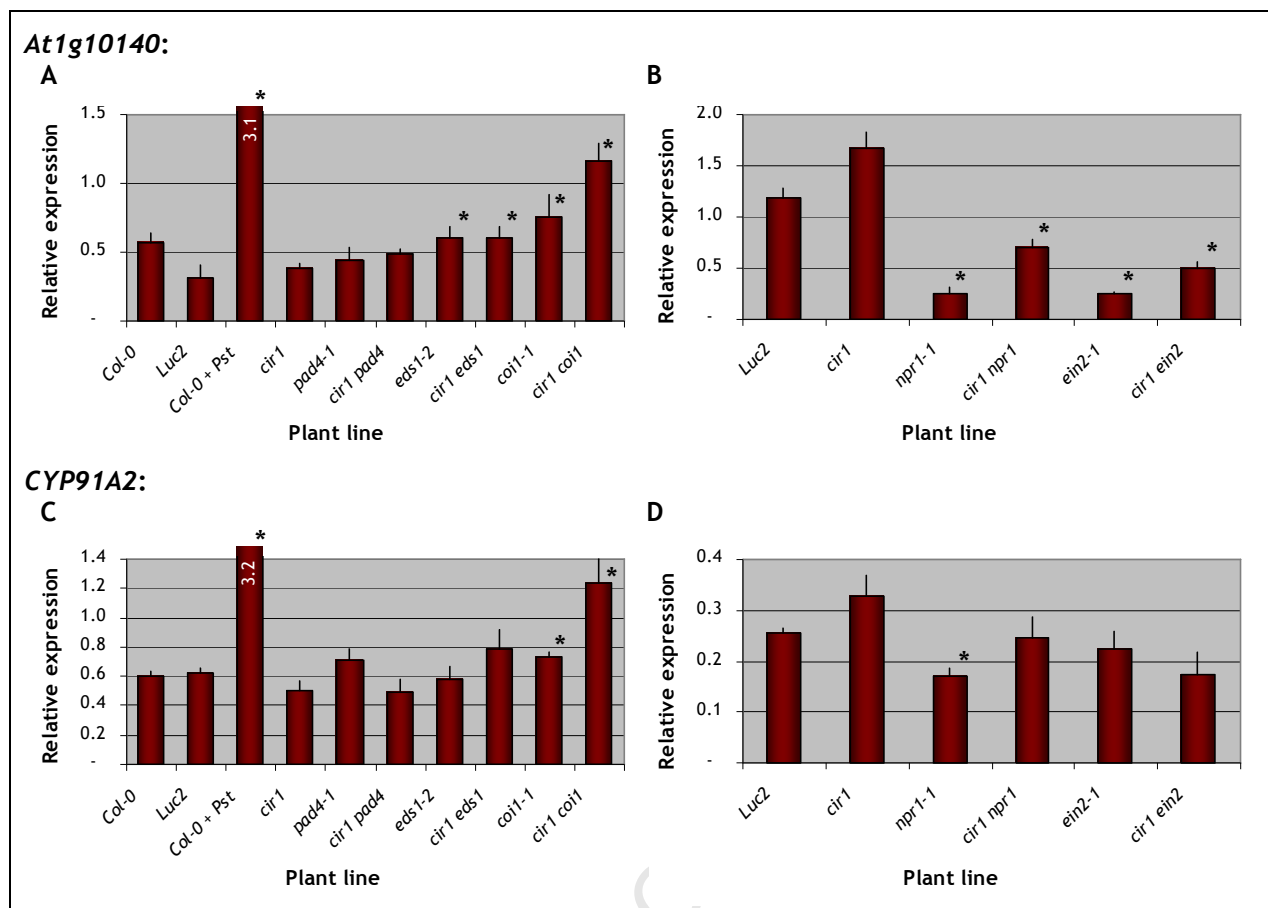 At1g10140:
A
Relative expression
1.5
1.0
0.5
-
3.1
*
*
*
*
*
Col-0
Luc2
Col-0 + Pst
cir1
pad4-1
cir1 pad4
eds1-2
cir1 eds1
coi1-1
cir1 coi1
Plant line
B
Relative expression
2.0
1.5
1.0
0.5
-
*
*
*
*
Luc2
cir1
npr1-1
cir1 npr1
ein2-1
cir1 ein2
Plant line
CYP91A2:
C
Relative expression
1.4
1.2
1.0
0.8
0.6
0.4
0.2
-
3.2
*
*
*
Col-0
Luc2
Col-0 + Pst
cir1
pad4-1
cir1 pad4
eds1-2
cir1 eds1
coi1-1
cir1 coi1
Plant line
D
Relative expression
0.4
0.3
0.2
0.1
-
*
Luc2
cir1
npr1-1
cir1 npr1
ein2-1
cir1 ein2
Plant line